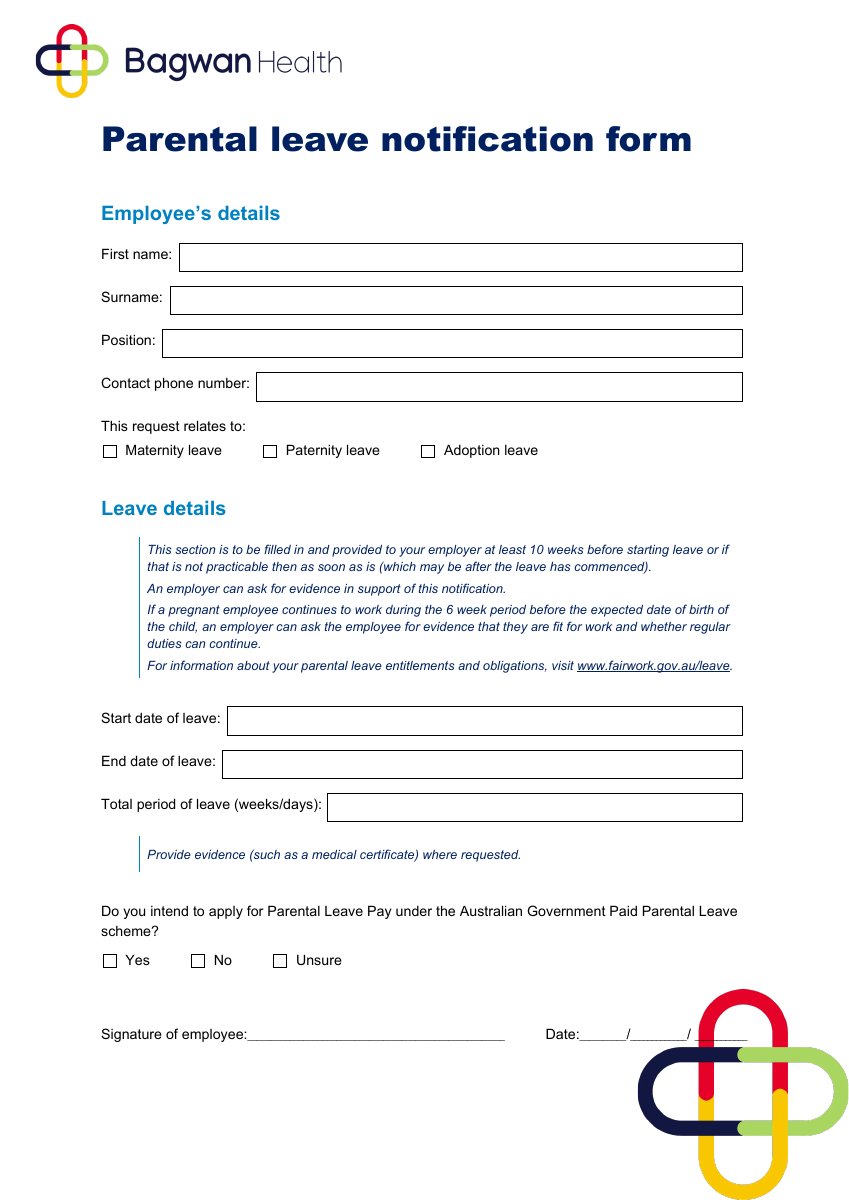 Bagwan Health
Parental leave notification form
Employee’s details
First name:
Surname:
Position:
Contact phone number:
This request relates to:
Maternity leave Paternity leave Adoption leave
Leave details
This section is to be filled in and provided to your employer at least 10 weeks before starting leave or if
that is not practicable then as soon as is (which may be after the leave has commenced).
An employer can ask for evidence in support of this notification.
If a pregnant employee continues to work during the 6 week period before the expected date of birth of
the child, an employer can ask the employee for evidence that they are fit for work and whether regular
duties can continue.
For information about your parental leave entitlements and obligations, visit www.fairwork.gov.au/leave.
Start date of leave:
End date of leave:
Total period of leave (weeks/days):
Provide evidence (such as a medical certificate) where requested.
Do you intend to apply for Parental Leave Pay under the Australian Government Paid Parental Leave
scheme?
Yes No Unsure
Signature of employee:_________________________________ Date:______/_______/ _______